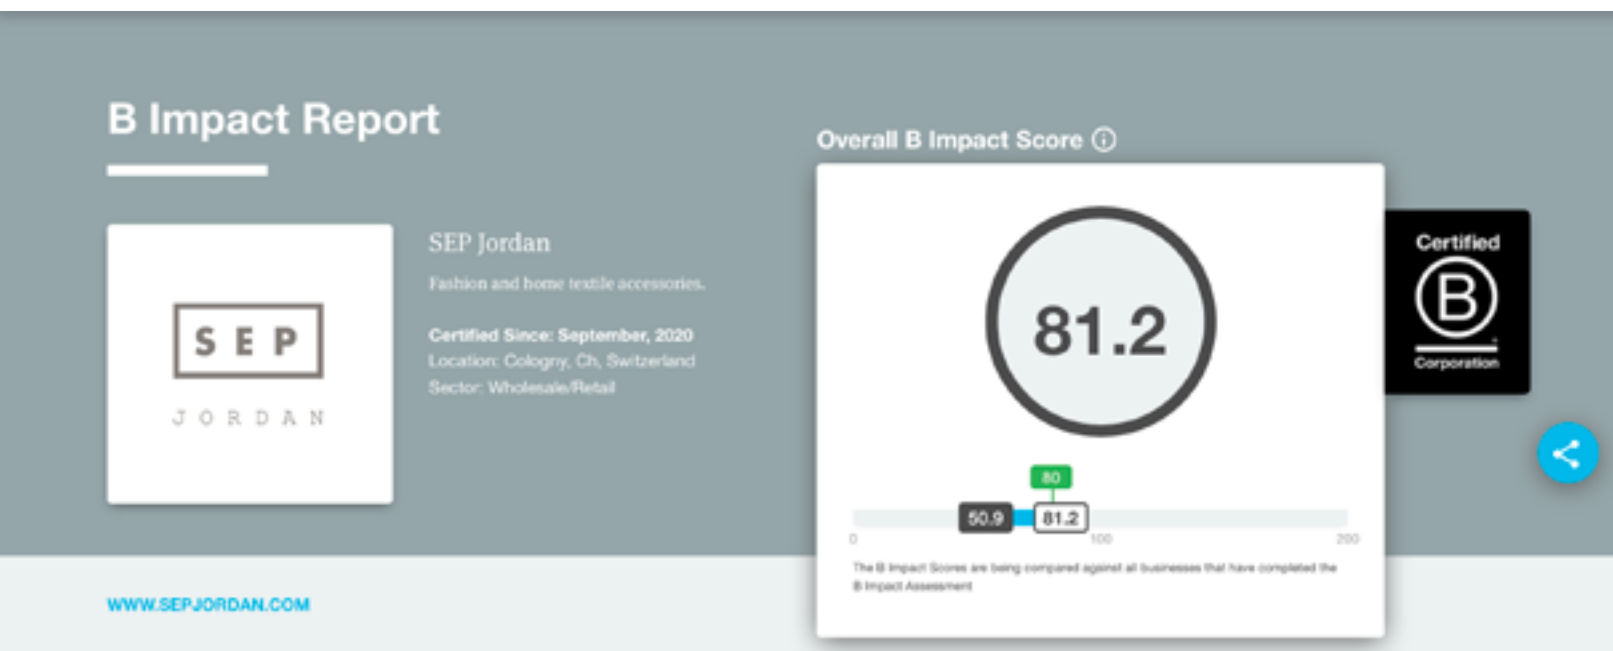 B Impact Report
SEP
JORDAN
SEP Jordan
Fashion and home textile accessories.
Certified Since: September, 2020
Location: Cologny, Ch, Switzerland
Sector: Wholesale/Retail
WWW.SEPJORDAN.COM
Overall B Impact Score
81.2
80
50.9 81.2
0 100 200
The B Impact Scores are being compared against all businesses that have completed the
B Impact Assessment
Certified
B
Corporation